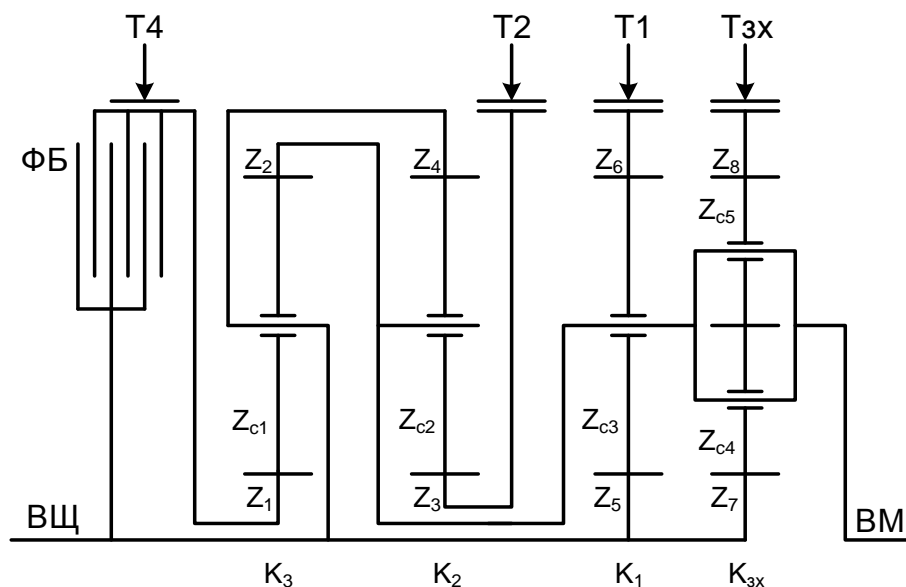 T4 T2 T1 Tзх
ФБ Z₂ Z₄ Z₆ Z₈
Zc5
Zc1 Zc2 Zc3 Zc4
Z₁ Z₃ Z₅ Z₇
ВЩ ВМ
K₃ K₂ K₁ Kзх